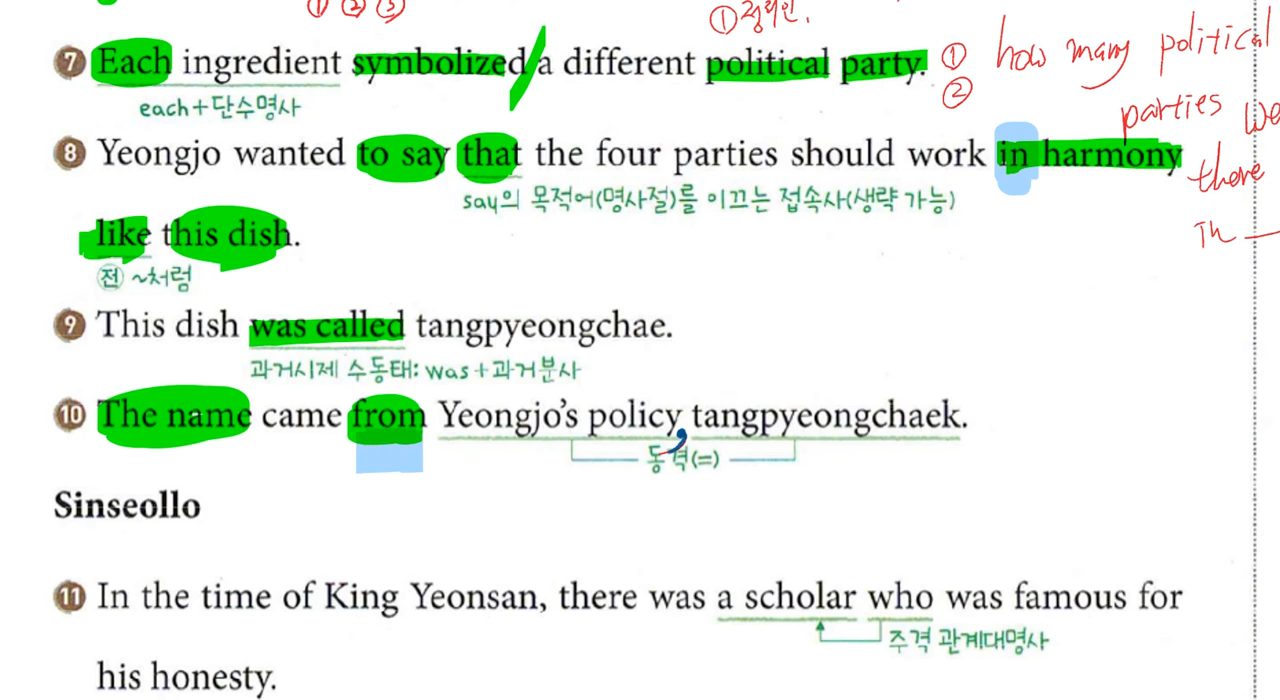 ① ② ③
① 정치인.
⑦ Each ingredient symbolized a different political party. ①
how many political
each+단수명사
②
parties we
⑧ Yeongjo wanted to say that the four parties should work in harmony
there
say의 목적어(명사절)를 이끄는 접속사(생략 가능)
like this dish.
전 ~처럼
⑨ This dish was called tangpyeongchae.
과거시제 수동태: was+과거분사
⑩ The name came from Yeongjo's policy, tangpyeongchaek.
동격(=)
Sinseollo
⑪ In the time of King Yeonsan, there was a scholar who was famous for
주격 관계대명사
his honesty.